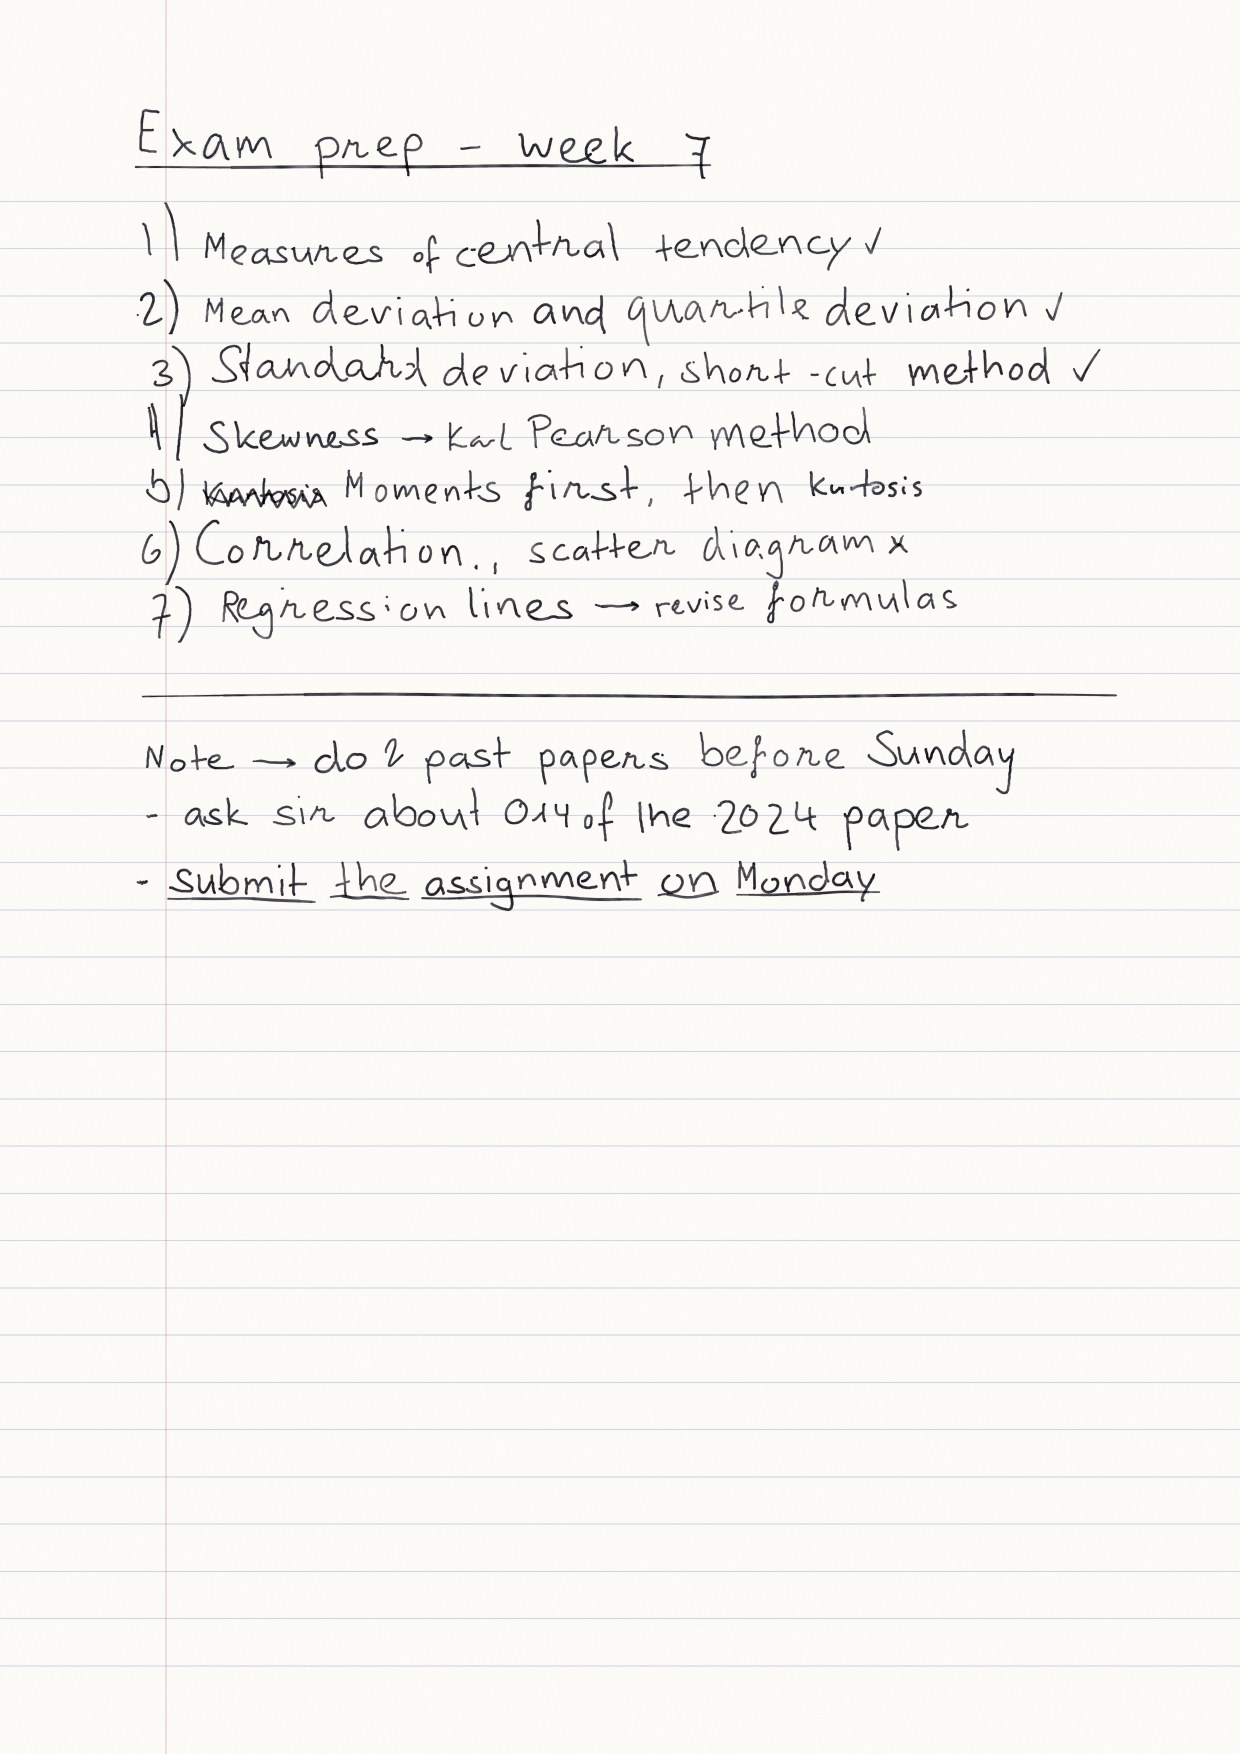 Exam prep - week 7
1) Measures of central tendency ✓
2) Mean deviation and quartile deviation ✓
3) Standard deviation, short-cut method ✓
4) Skewness → Karl Pearson method
5) Moments first, then kurtosis
6) Correlation., scatter diagram x
7) Regression lines → revise formulas
Note → do 2 past papers before Sunday
- ask sir about of the 2024 paper
- submit the assignment on Monday